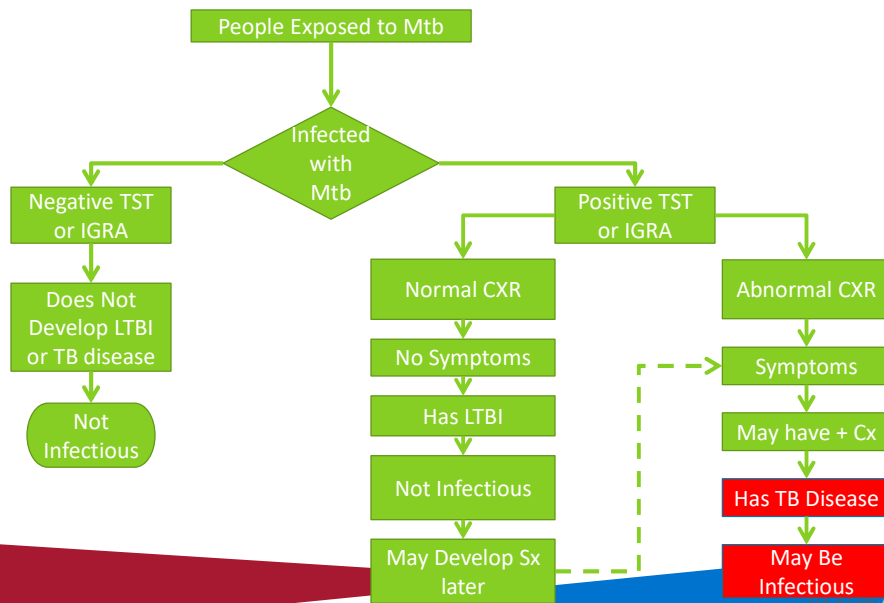 People Exposed to Mtb
Infected
with
Mtb
Negative TST
or IGRA
Does Not
Develop LTBI
or TB disease
Not
Infectious
Positive TST
or IGRA
Normal CXR
No Symptoms
Has LTBI
Not Infectious
May Develop Sx
later
Abnormal CXR
Symptoms
May have + Cx
Has TB Disease
May Be
Infectious